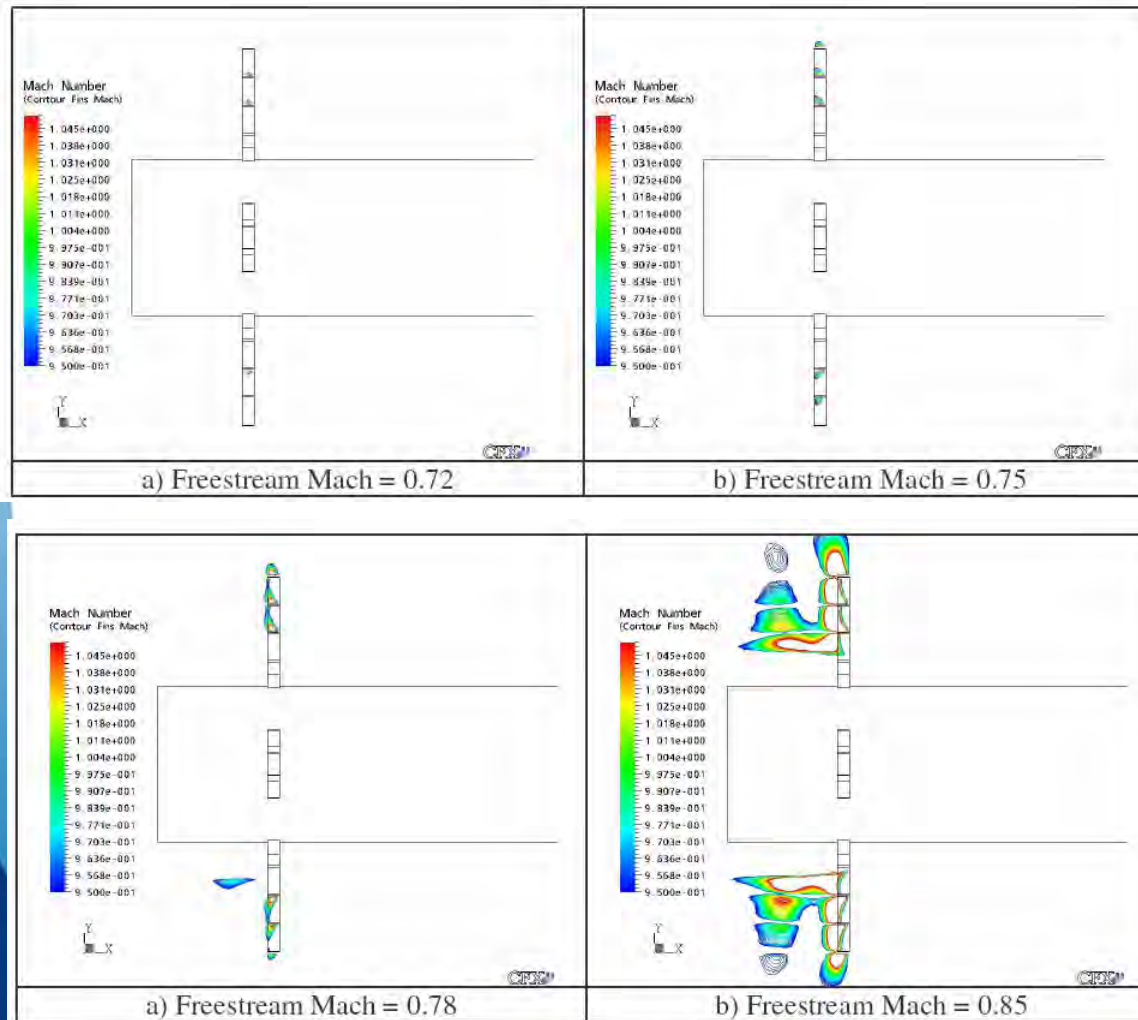 Mach Number
(Contour Fins Mach)
1.045e+000
1.038e+000
1.031e+000
1.025e+000
1.018e+000
1.011e+000
1.004e+000
9.975e-001
9.907e-001
9.839e-001
9.771e-001
9.703e-001
9.636e-001
9.568e-001
9.500e-001
Y
X
CFX
a) Freestream Mach = 0.72
Mach Number
(Contour Fins Mach)
1.045e+000
1.038e+000
1.031e+000
1.025e+000
1.018e+000
1.011e+000
1.004e+000
9.975e-001
9.907e-001
9.839e-001
9.771e-001
9.703e-001
9.636e-001
9.568e-001
9.500e-001
Y
X
CFX
b) Freestream Mach = 0.75
Mach Number
(Contour Fins Mach)
1.045e+000
1.038e+000
1.031e+000
1.025e+000
1.018e+000
1.011e+000
1.004e+000
9.975e-001
9.907e-001
9.839e-001
9.771e-001
9.703e-001
9.636e-001
9.568e-001
9.500e-001
Y
X
CFX
a) Freestream Mach = 0.78
Mach Number
(Contour Fins Mach)
1.045e+000
1.038e+000
1.031e+000
1.025e+000
1.018e+000
1.011e+000
1.004e+000
9.975e-001
9.907e-001
9.839e-001
9.771e-001
9.703e-001
9.636e-001
9.568e-001
9.500e-001
Y
X
CFX
b) Freestream Mach = 0.85